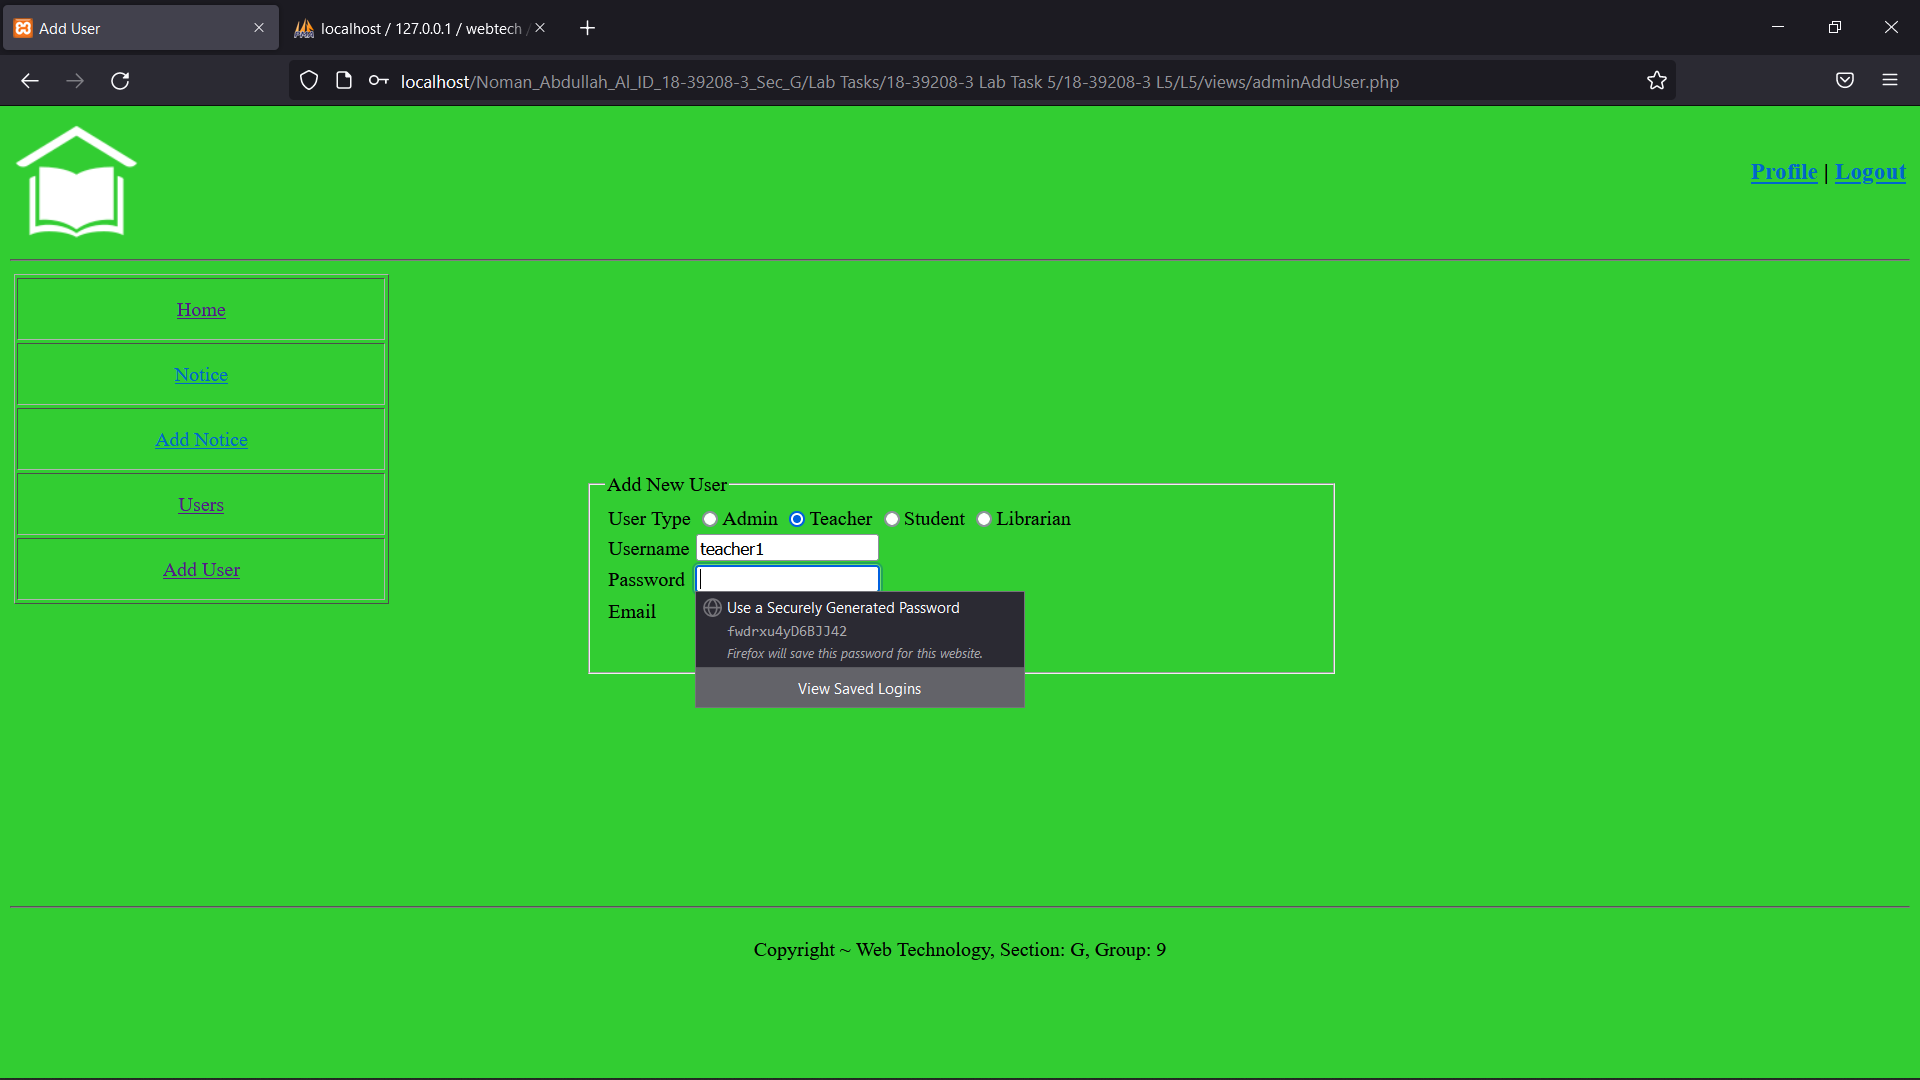 Add User
localhost / 127.0.0.1 / webtech /
localhost/Noman_Abdullah_Al_ID_18-39208-3_Sec_G/Lab Tasks/18-39208-3 Lab Task 5/18-39208-3 L5/L5/views/adminAddUser.php
Profile | Logout
Home
Notice
Add Notice
Users
Add User
Add New User
User Type Admin Teacher Student Librarian
Username teacher1
Password
Email
Use a Securely Generated Password
fwdrxu4yD6BJJ42
Firefox will save this password for this website.
View Saved Logins
Copyright ~ Web Technology, Section: G, Group: 9